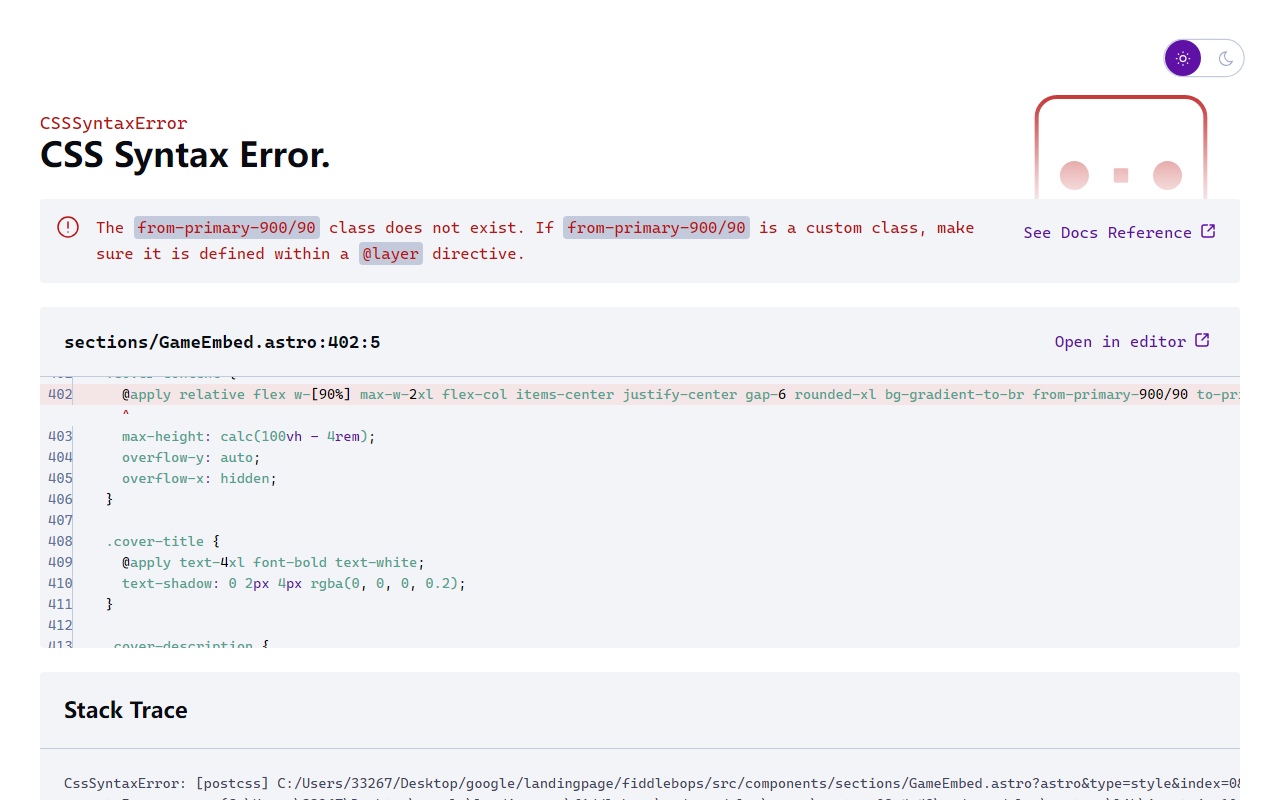 CSSSyntaxError
CSS Syntax Error.
The from-primary-900/90 class does not exist. If from-primary-900/90 is a custom class, make
sure it is defined within a @layer directive.
See Docs Reference
sections/GameEmbed.astro:402:5
Open in editor
402 @apply relative flex w-[90%] max-w-2xl flex-col items-center justify-center gap-6 rounded-xl bg-gradient-to-br from-primary-900/90 to-pri
^
403 max-height: calc(100vh - 4rem);
404 overflow-y: auto;
405 overflow-x: hidden;
406 }
407
408 .cover-title {
409 @apply text-4xl font-bold text-white;
410 text-shadow: 0 2px 4px rgba(0, 0, 0, 0.2);
411 }
412
413 .cover-description {
Stack Trace
CssSyntaxError: [postcss] C:/Users/33267/Desktop/google/landingpage/fiddlebops/src/components/sections/GameEmbed.astro?astro&type=style&index=0&